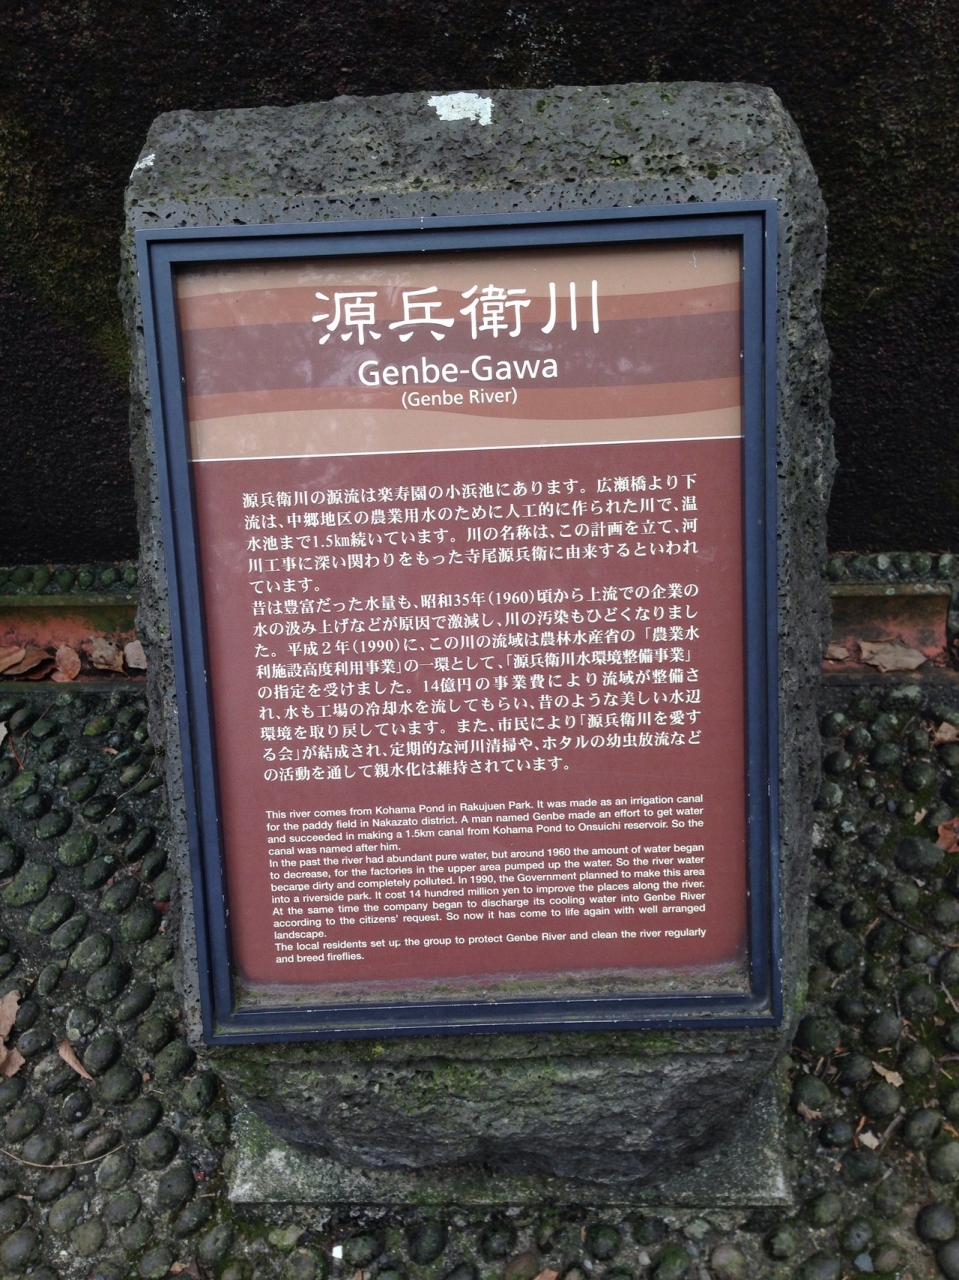 源兵衛川
Genbe-Gawa
(Genbe River)
源兵衛川の源流は楽寿園の小浜池にあります。広瀬橋より下
流は、中郷地区の農業用水のために人工的に作られた川で、温
水池まで1.5km続いています。川の名称は、この計画を立て、河
川工事に深い関わりをもった寺尾源兵衛に由来するといわれ
ています。
昔は豊富だった水量も、昭和35年(1960)頃から上流での企業の
水の汲み上げなどが原因で激減し、川の汚染もひどくなりまし
た。平成2年(1990)に、この川の流域は農林水産省の「農業水
利施設高度利用事業」の一環として、「源兵衛川水環境整備事業」
の指定を受けました。14億円の事業費により流域が整備さ
れ、水も工場の冷却水を流してもらい、昔のような美しい水辺
環境を取り戻しています。また、市民により「源兵衛川を愛す
る会」が結成され、定期的な河川清掃や、ホタルの幼虫放流など
の活動を通して親水化は維持されています。
This river comes from Kohama Pond in Rakujuen Park. It was made as an irrigation canal
for the paddy field in Nakazato district. A man named Genbe made an effort to get water
and succeeded in making a 1.5km canal from Kohama Pond to Onsuichi reservoir. So the
canal was named after him.
In the past the river had abundant pure water, but around 1960 the amount of water began
to decrease, for the factories in the upper area pumped up the water. So the river water
became dirty and completely polluted. In 1990, the Government planned to make this area
into a riverside park. It cost 14 hundred million yen to improve the places along the river.
At the same time the company began to discharge its cooling water into Genbe River
according to the citizens' request. So now it has come to life again with well arranged
landscape.
The local residents set up the group to protect Genbe River and clean the river regularly
and breed fireflies.